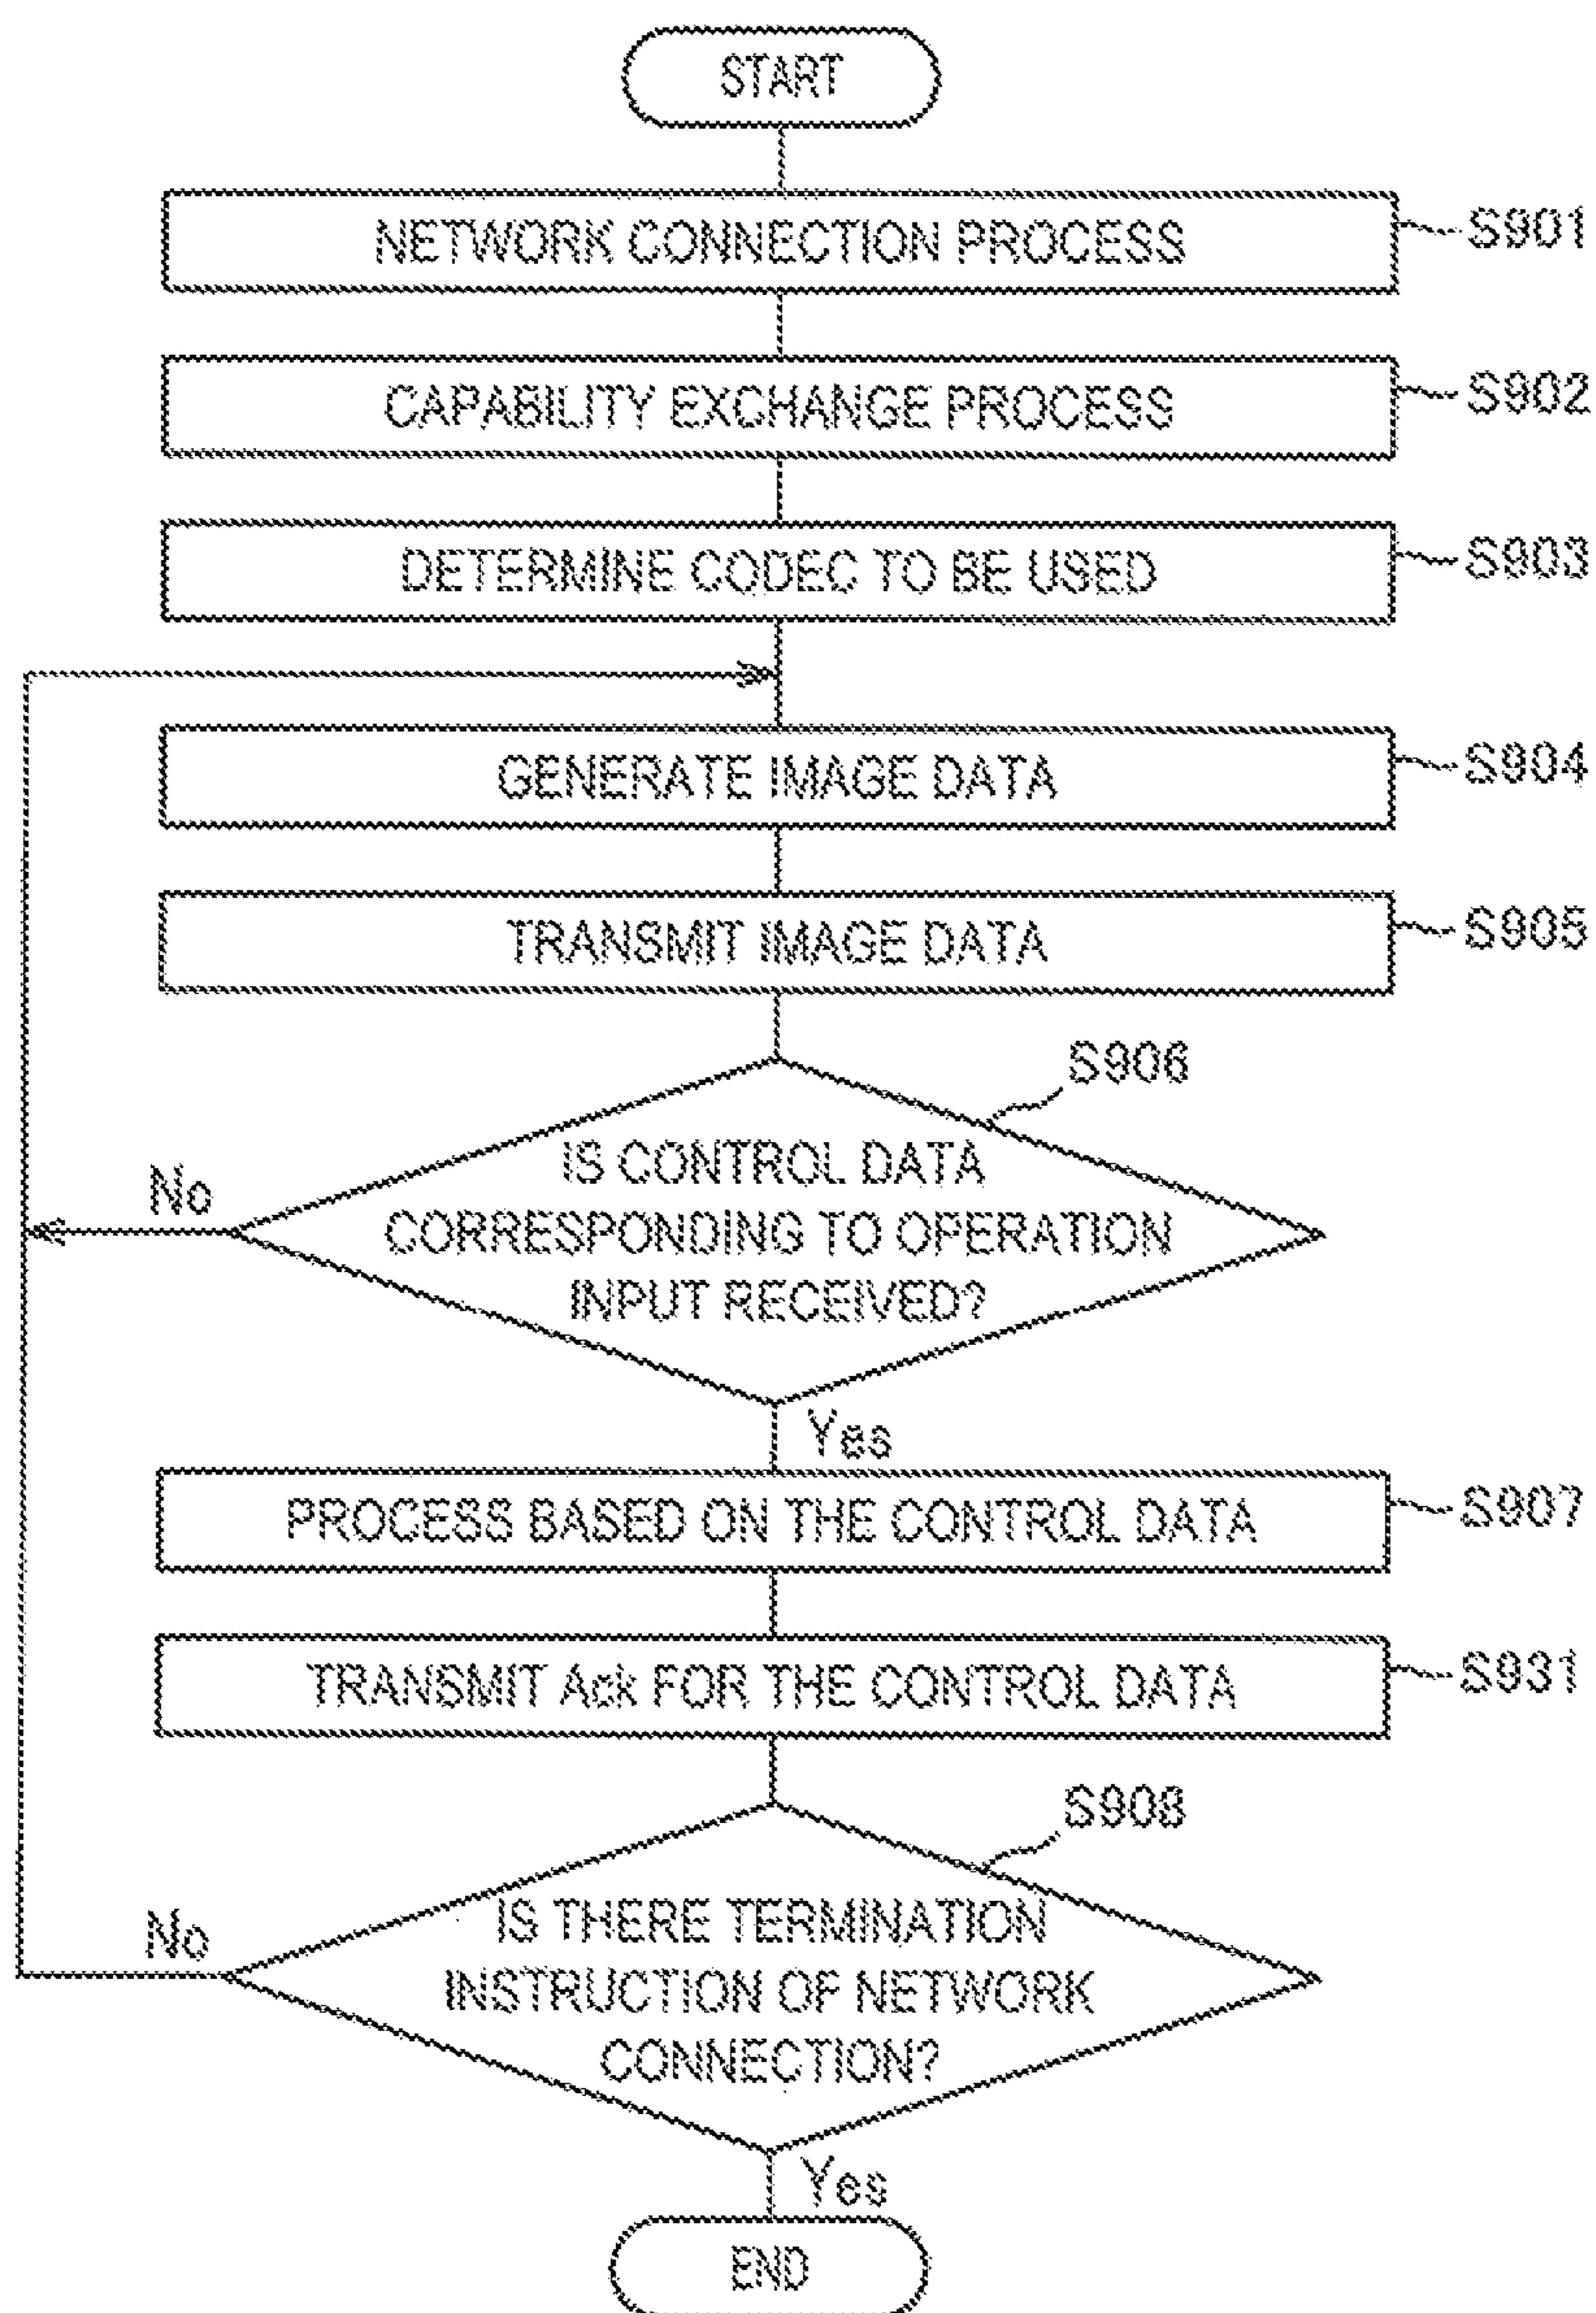 START
NETWORK CONNECTION PROCESS
S901
CAPABILITY EXCHANGE PROCESS
S902
DETERMINE CODEC TO BE USED
S903
GENERATE IMAGE DATA
S904
TRANSMIT IMAGE DATA
S905
S906
IS CONTROL DATA
CORRESPONDING TO OPERATION
INPUT RECEIVED?
No
Yes
PROCESS BASED ON THE CONTROL DATA
S907
TRANSMIT Ack FOR THE CONTROL DATA
S931
S908
IS THERE TERMINATION
INSTRUCTION OF NETWORK
CONNECTION?
No
Yes
END